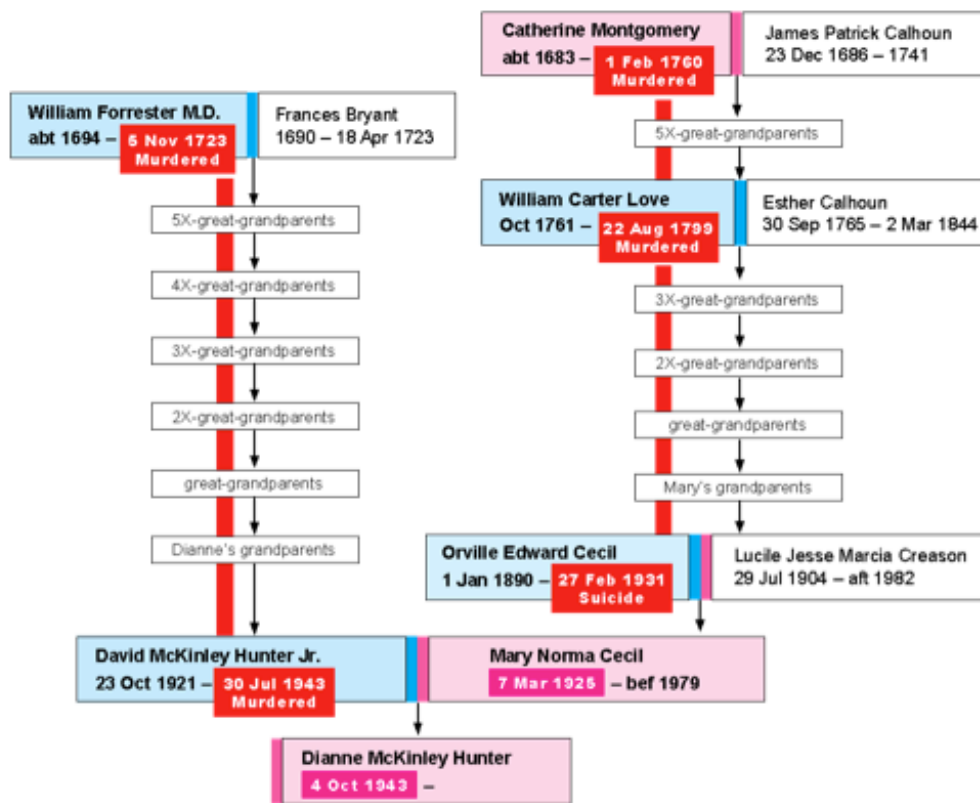 Catherine Montgomery
abt 1683 – 1 Feb 1760
Murdered
James Patrick Calhoun
23 Dec 1686 – 1741
William Forrester M.D.
abt 1694 – 5 Nov 1723
Murdered
Frances Bryant
1690 – 18 Apr 1723
5X-great-grandparents
William Carter Love
Oct 1761 – 22 Aug 1799
Murdered
Esther Calhoun
30 Sep 1765 – 2 Mar 1844
5X-great-grandparents
4X-great-grandparents
3X-great-grandparents
2X-great-grandparents
great-grandparents
Dianne's grandparents
3X-great-grandparents
2X-great-grandparents
great-grandparents
Mary's grandparents
Orville Edward Cecil
1 Jan 1890 – 27 Feb 1931
Suicide
Lucile Jesse Marcia Creason
29 Jul 1904 – aft 1982
David McKinley Hunter Jr.
23 Oct 1921 – 30 Jul 1943
Murdered
Mary Norma Cecil
7 Mar 1925 – bef 1979
Dianne McKinley Hunter
4 Oct 1943 –